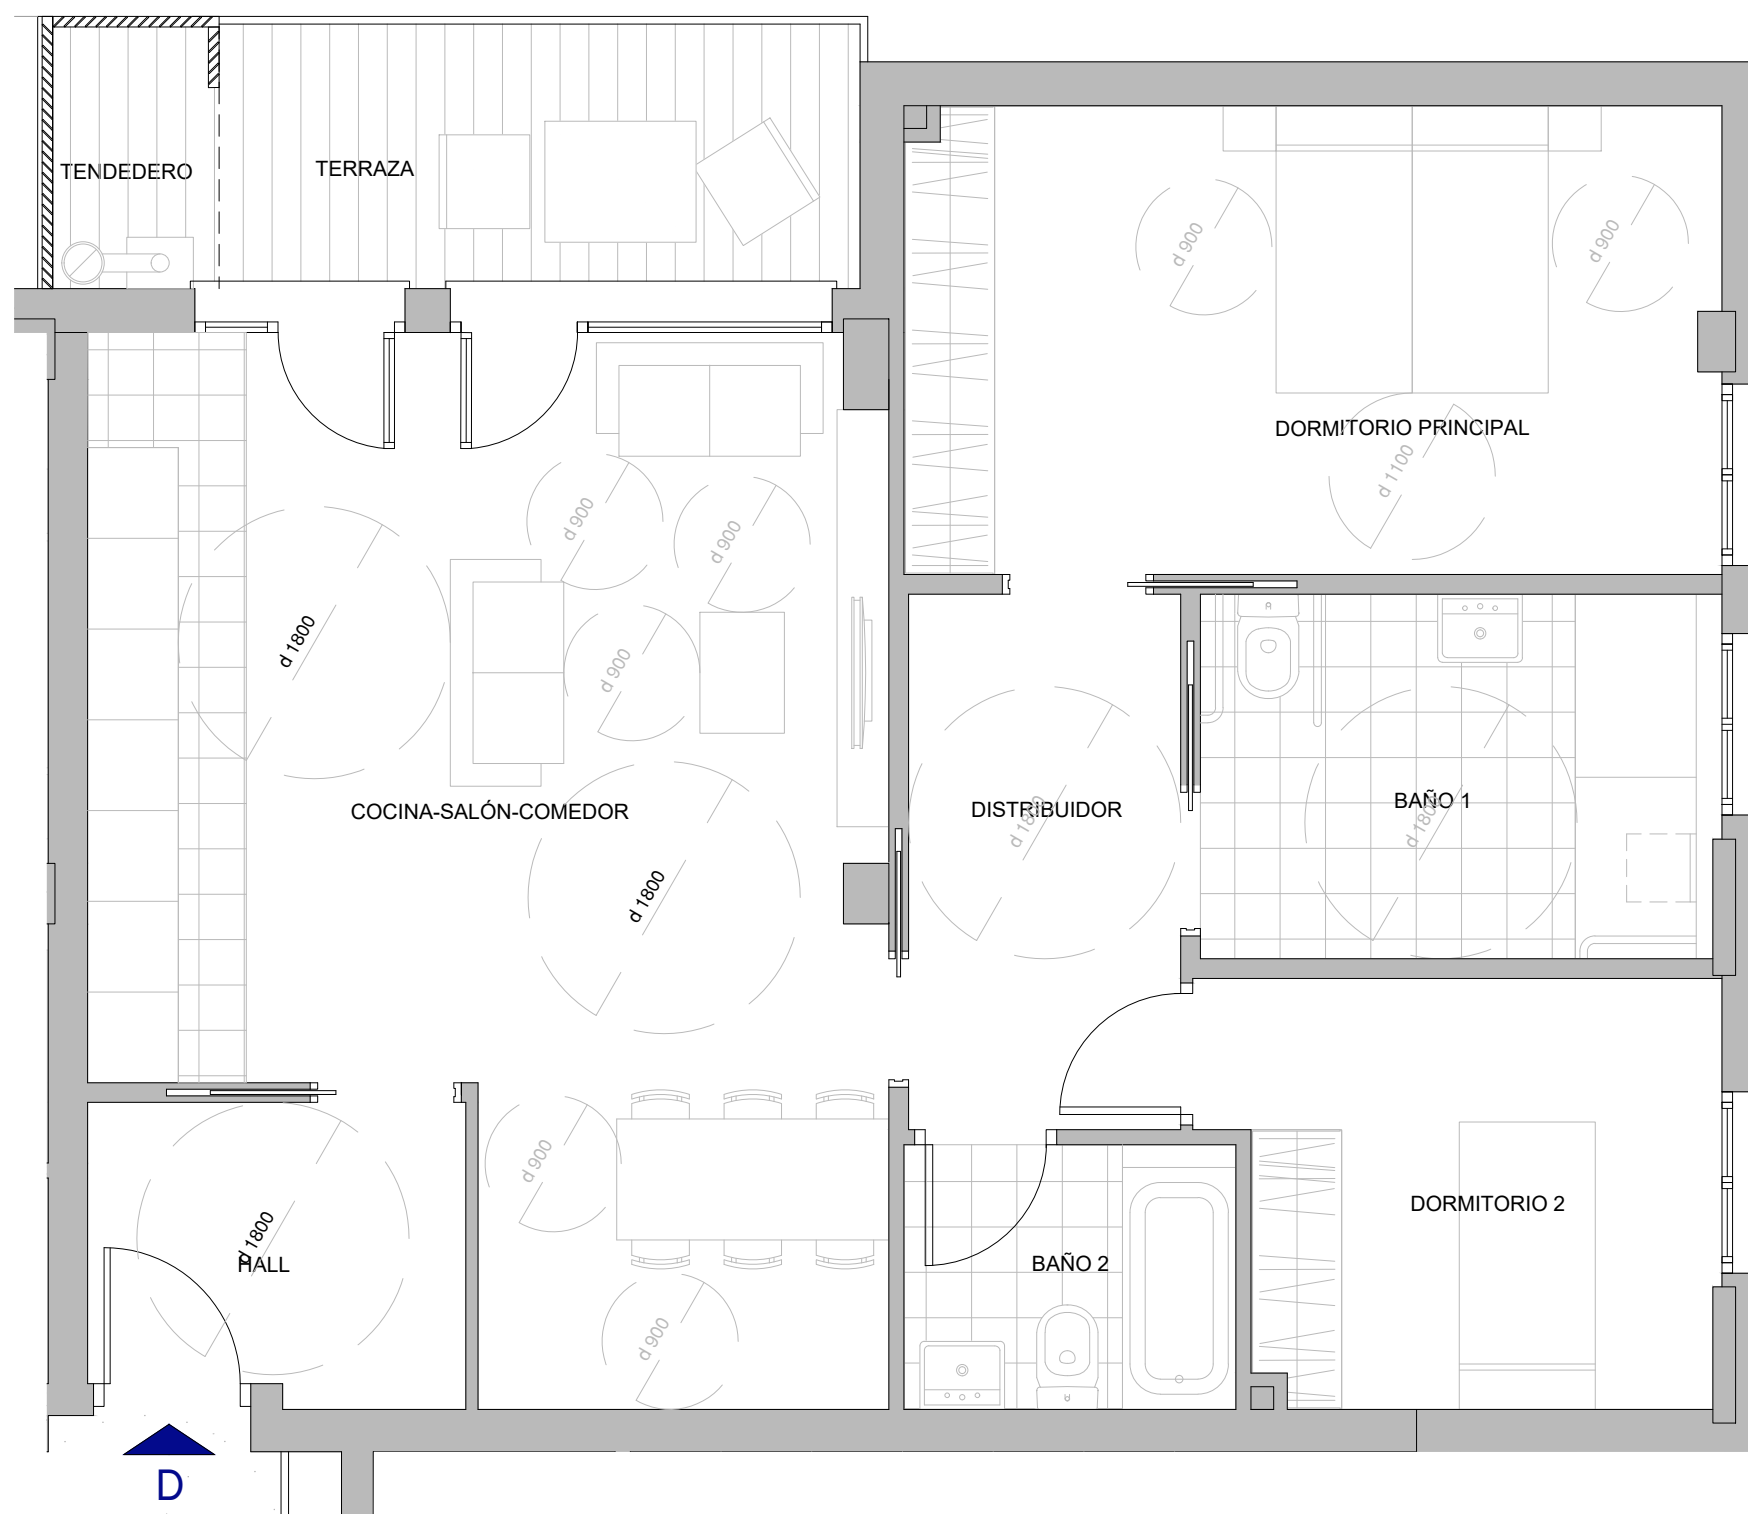 TENDEDERO
TERRAZA
d 900
d 900
DORMITORIO PRINCIPAL
d 1100
d 900
d 900
d 1800
d 900
COCINA-SALÓN-COMEDOR
DISTRIBUIDOR
d 1800
BAÑO 1
d 1800
d 1800
d 900
DORMITORIO 2
d 1800
HALL
BAÑO 2
d 900
D